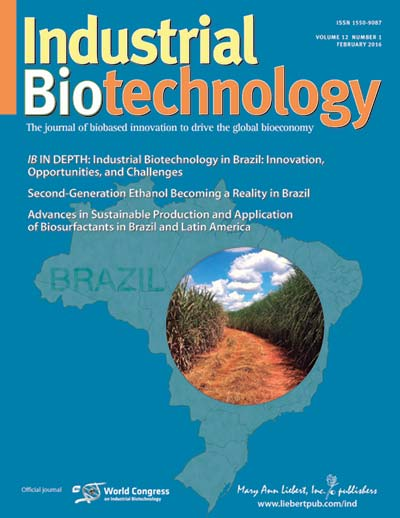 ISSN 1550-9087
VOLUME 12 NUMBER 1
FEBRUARY 2016
Industrial
Biotechnology
The journal of biobased innovation to drive the global bioeconomy
IB IN DEPTH: Industrial Biotechnology in Brazil: Innovation,
Opportunities, and Challenges
Second-Generation Ethanol Becoming a Reality in Brazil
Advances in Sustainable Production and Application
of Biosurfactants in Brazil and Latin America
BRAZIL
Official journal
World Congress
on Industrial Biotechnology
Mary Ann Liebert, Inc. publishers
www.liebertpub.com/ind